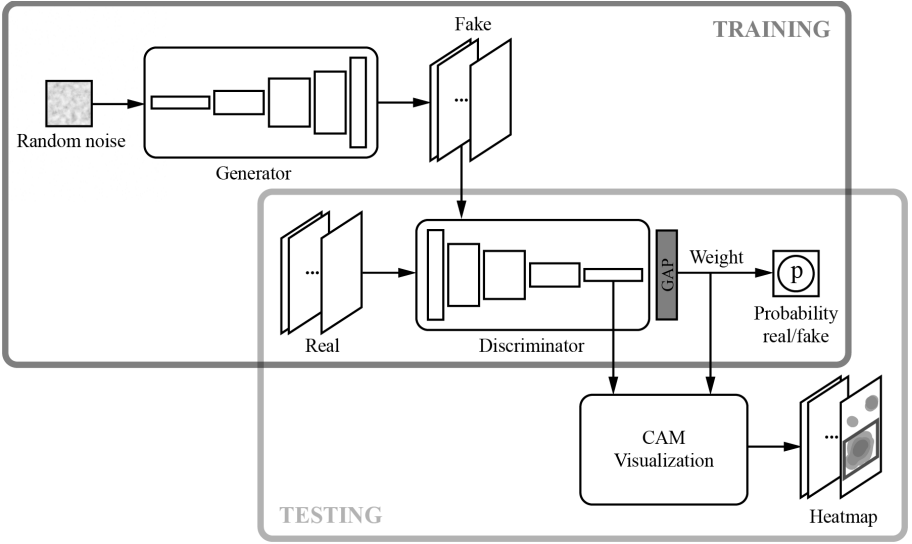 Fake
TRAINING
Random noise
...
Generator
...
GAP
Weight
p
Probability
real/fake
Real
Discriminator
CAM
Visualization
...
TESTING
Heatmap